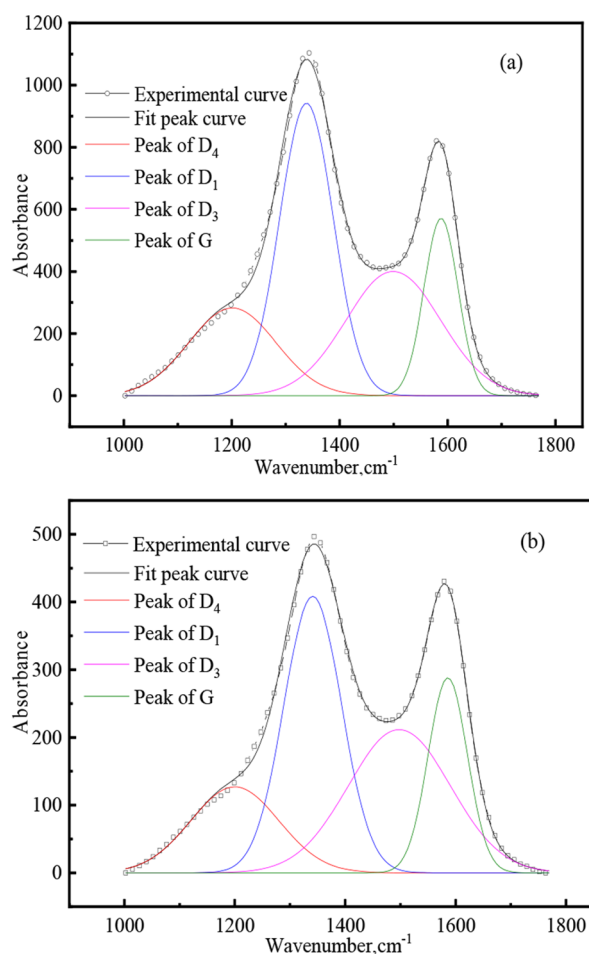 1200
(a)
1000
Experimental curve
Fit peak curve
800
Peak of D4
Peak of D1
600
Peak of D3
400
Peak of G
200
0
Absorbance
1000 1200 1400 1600 1800
Wavenumber,cm-1
500
(b)
Experimental curve
Fit peak curve
400
Peak of D4
Peak of D1
300
Peak of D3
Peak of G
200
100
0
Absorbance
1000 1200 1400 1600 1800
Wavenumber,cm-1